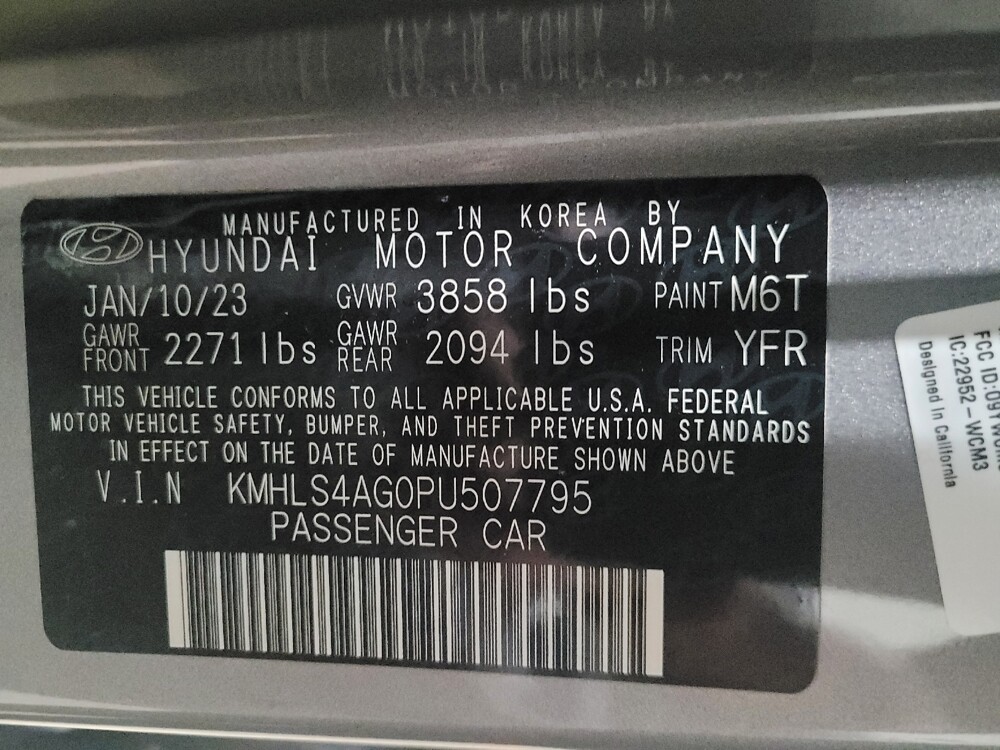 MANUFACTURED IN KOREA BY
HYUNDAI MOTOR COMPANY
JAN/10/23 GVWR 3858 lbs PAINT M6T
GAWR FRONT 2271 lbs GAWR REAR 2094 lbs TRIM YFR
THIS VEHICLE CONFORMS TO ALL APPLICABLE U.S.A. FEDERAL
MOTOR VEHICLE SAFETY, BUMPER, AND THEFT PREVENTION STANDARDS
IN EFFECT ON THE DATE OF MANUFACTURE SHOWN ABOVE
V.I.N KMHLS4AG0PU507795
PASSENGER CAR
FCC ID:
IC:22952-WCM3
Designed in California